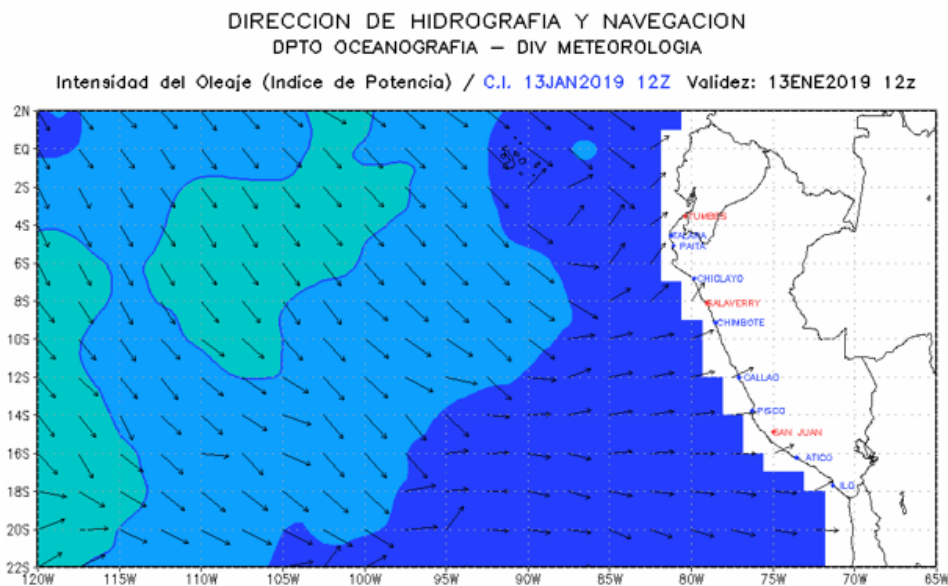 DIRECCION DE HIDROGRAFIA Y NAVEGACION
DPTO OCEANOGRAFIA – DIV METEOROLOGIA
Intensidad del Oleaje (Indice de Potencia) / C.I. 13JAN2019 12Z Validez: 13ENE2019 12z
2N
EQ
2S
4S
6S
8S
10S
12S
14S
16S
18S
20S
22S
TUMBES
TALARA
PAITA
CHICLAYO
SALAVERRY
CHIMBOTE
CALLAO
PISCO
SAN JUAN
ATICO
ILO
120W 115W 110W 105W 100W 95W 90W 85W 80W 75W 70W 65W